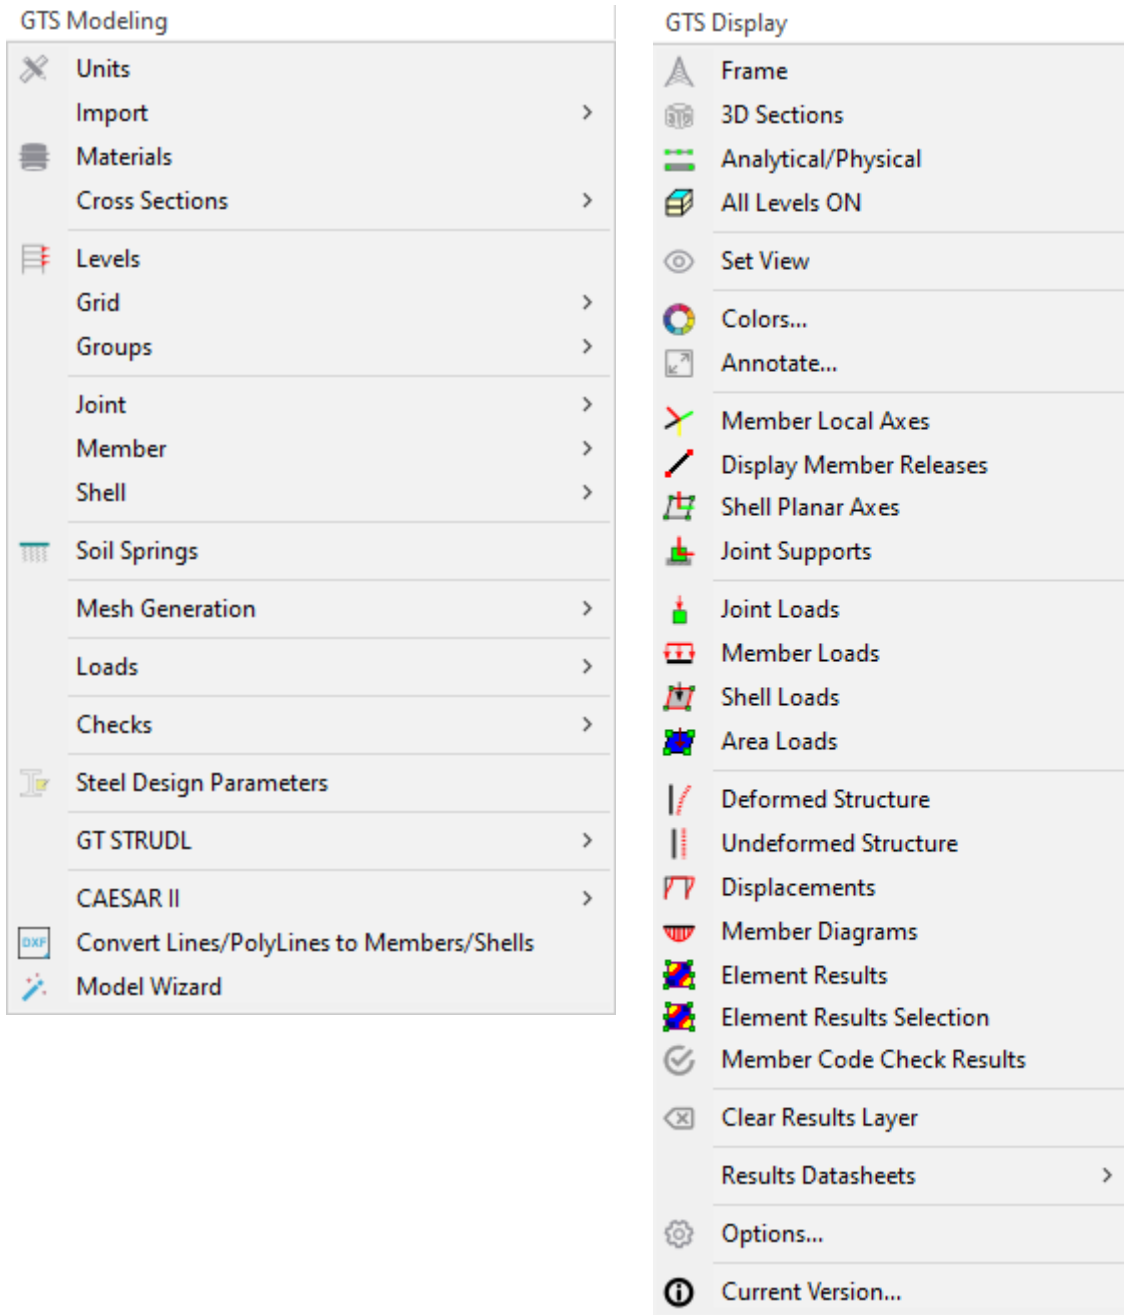 GTS Modeling
Units
Import
Materials
Cross Sections
Levels
Grid
Groups
Joint
Member
Shell
Soil Springs
Mesh Generation
Loads
Checks
Steel Design Parameters
GT STRUDL
CAESAR II
DXF
Convert Lines/PolyLines to Members/Shells
Model Wizard
GTS Display
Frame
3D Sections
Analytical/Physical
All Levels ON
Set View
Colors...
Annotate...
Member Local Axes
Display Member Releases
Shell Planar Axes
Joint Supports
Joint Loads
Member Loads
Shell Loads
Area Loads
Deformed Structure
Undeformed Structure
Displacements
Member Diagrams
Element Results
Element Results Selection
Member Code Check Results
Clear Results Layer
Results Datasheets
Options...
Current Version...